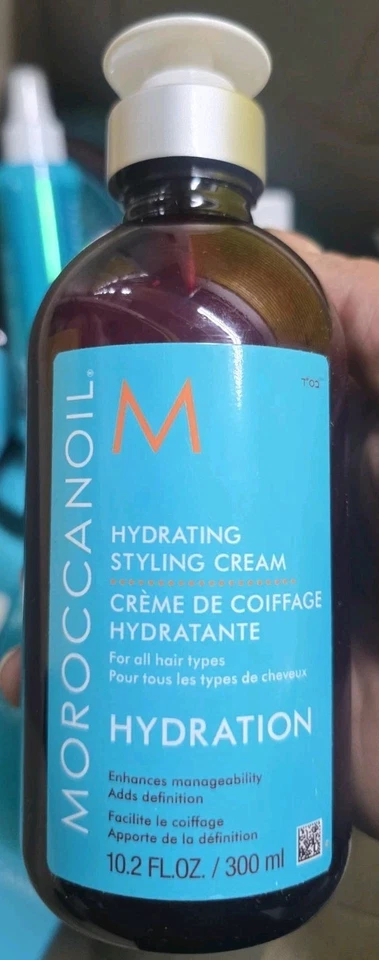 MOROCCANOIL®
M
HYDRATING
STYLING CREAM
CRÈME DE COIFFAGE
HYDRATANTE
For all hair types
Pour tous les types de cheveux
HYDRATION
Enhances manageability
Adds definition
Facilite le coiffage
Apporte de la définition
10.2 FL.OZ. / 300 ml